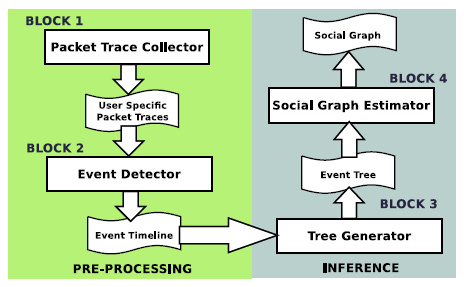 BLOCK 1
Packet Trace Collector
User Specific
Packet Traces
BLOCK 2
Event Detector
Event Timeline
PRE-PROCESSING
Social Graph
BLOCK 4
Social Graph Estimator
Event Tree
BLOCK 3
Tree Generator
INFERENCE